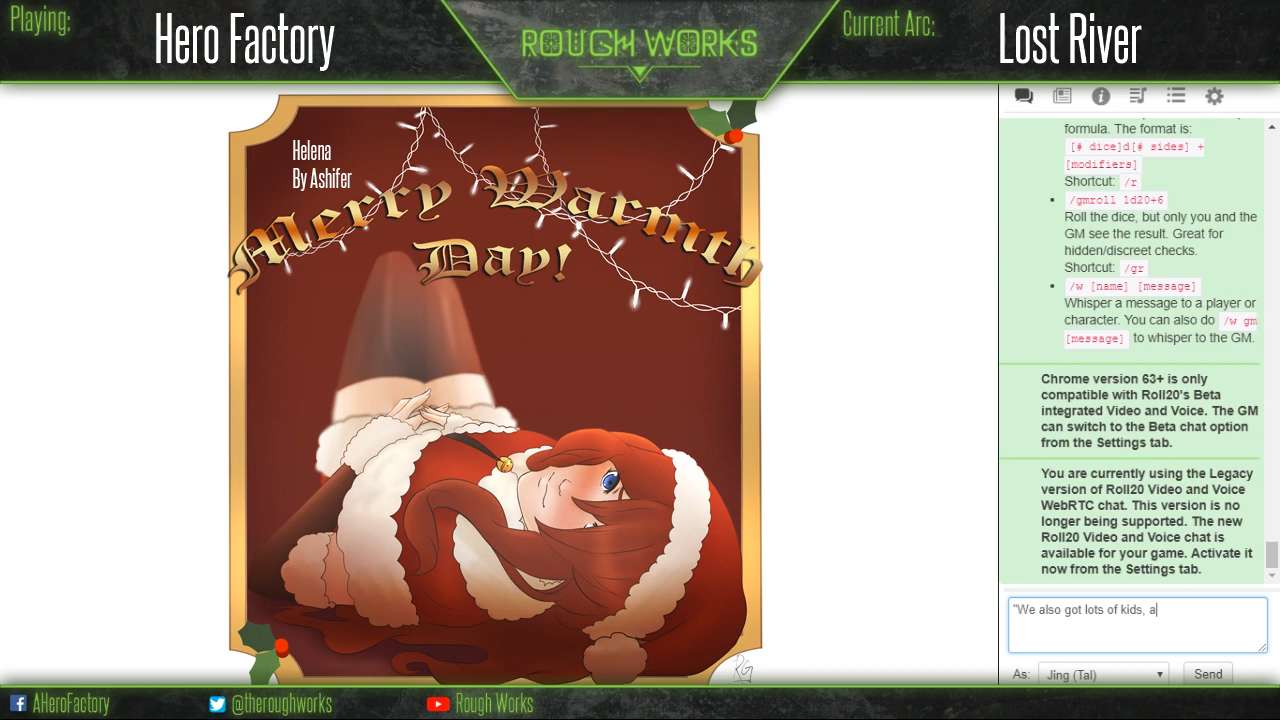 Playing:
Hero Factory
ROUGH WORKS
Current Arc:
Lost River
Helena
By Ashifer
Merry Warmth
Day!
RG
formula. The format is:
[# dice]d[# sides] +
[modifiers]
Shortcut: /r
/gmroll 1d20+6
Roll the dice, but only you and the
GM see the result. Great for
hidden/discreet checks.
Shortcut: /gr
/w [name] [message]
Whisper a message to a player or
character. You can also do /w gm
[message] to whisper to the GM.
Chrome version 63+ is only
compatible with Roll20's Beta
integrated Video and Voice. The GM
can switch to the Beta chat option
from the Settings tab.
You are currently using the Legacy
version of Roll20 Video and Voice
WebRTC chat. This version is no
longer being supported. The new
Roll20 Video and Voice chat is
available for your game. Activate it
now from the Settings tab.
"We also got lots of kids, a
As: Jing (Tal) Send
AHeroFactory
@theroughworks
Rough Works